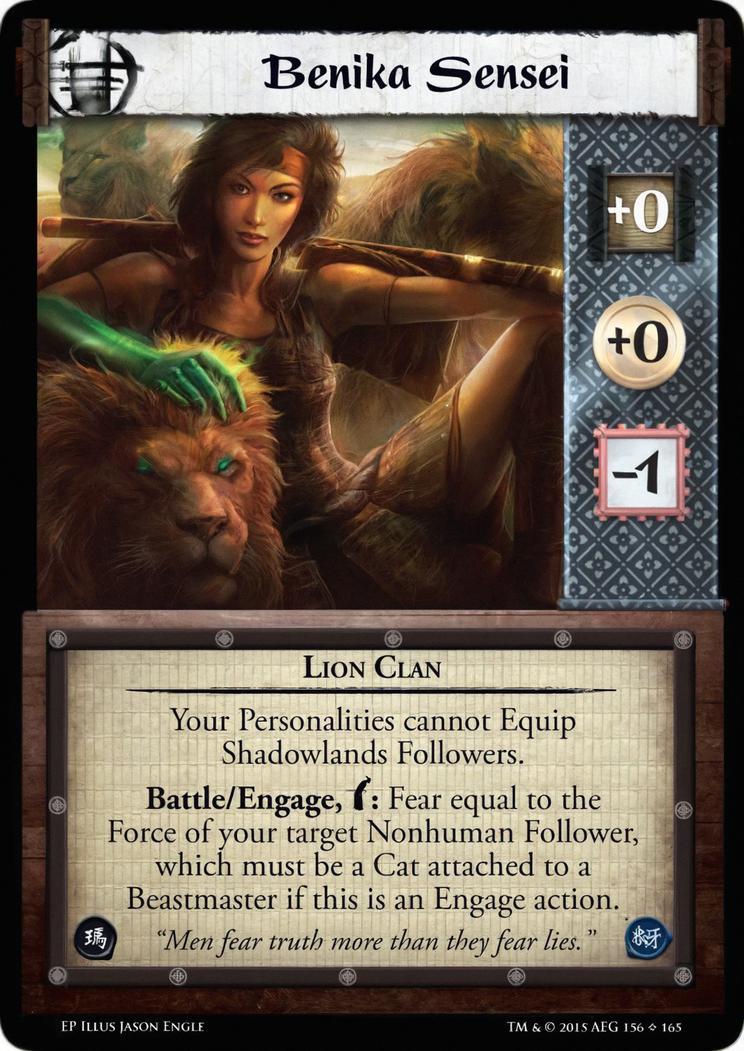 Benika Sensei
+0
+0
-1
Lion Clan
Your Personalities cannot Equip
Shadowlands Followers.
Battle/Engage, : Fear equal to the
Force of your target Nonhuman Follower,
which must be a Cat attached to a
Beastmaster if this is an Engage action.
"Men fear truth more than they fear lies."
EP Illus Jason Engle
TM & © 2015 AEG 156 ⟡ 165